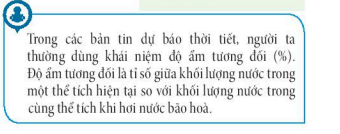 Trong các bản tin dự báo thời tiết, người ta
thường dùng khái niệm độ ẩm tương đối (%).
Độ ẩm tương đối là tỉ số giữa khối lượng nước trong
một thể tích hiện tại so với khối lượng nước trong
cùng thể tích khi hơi nước bão hoà.